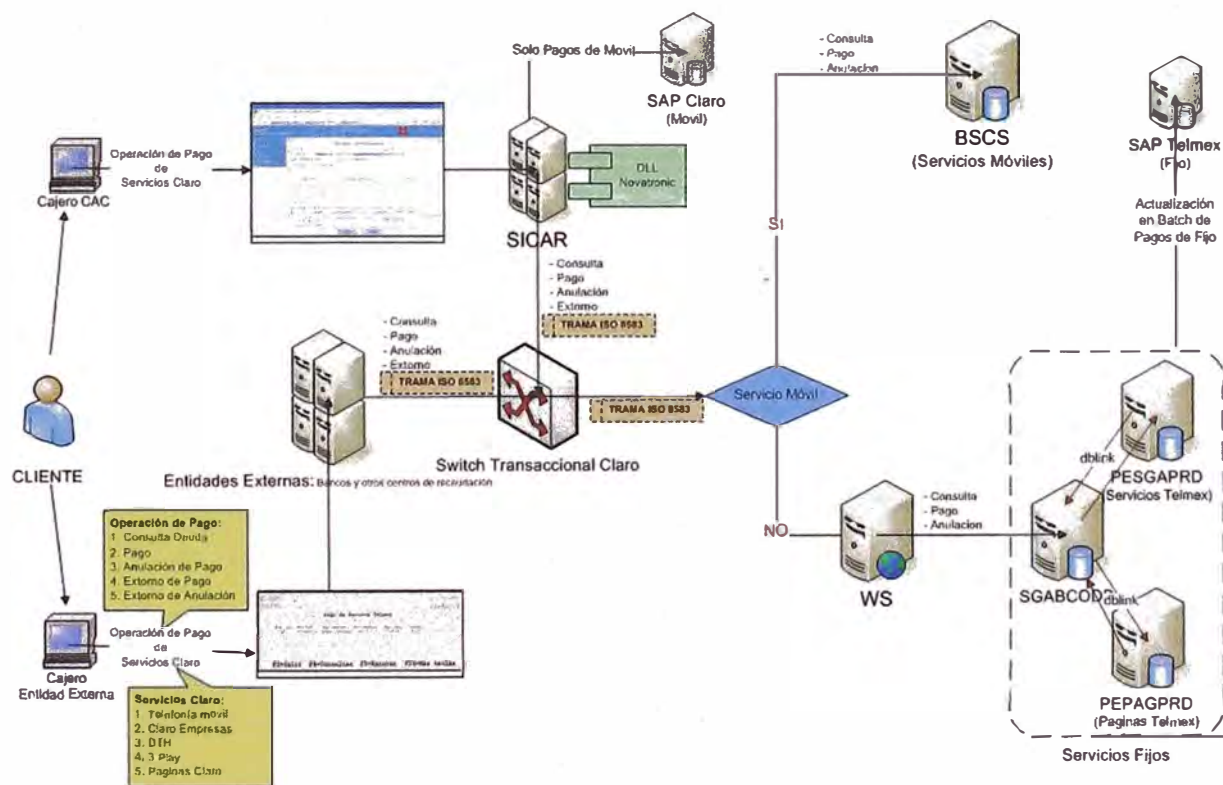 Solo Pagos de Movil
SAP Claro
(Movil)
- Consulta
- Pago
- Anulacion
BSCS
(Servicios Móviles)
SAP Telmex
(Fijo)
Actualización
en Batch de
Pagos de Fijo
Operación de Pago
de
Servicios Claro
Cajero CAC
DLL
Novatronic
SICAR
- Consulta
- Pago
- Anulación
- Extorno
TRAMA ISO 8583
SI
- Consulta
- Pago
- Anulación
- Extorno
TRAMA ISO 8583
TRAMA ISO 8583
Servicio Móvil
Switch Transaccional Claro
CLIENTE
Entidades Externas: Bancos y otros centros de recaudación
NO
- Consulta
- Pago
- Anulacion
WS
dblink
PESGAPRD
(Servicios Telmex)
dblink
PEPAGPRD
(Paginas Telmex)
Servicios Fijos
Operación de Pago:
1 Consulta Deuda
2. Pago
3. Anulación de Pago
4. Extorno de Pago
5. Extorno de Anulación
Operación de Pago
de
Servicios Claro
Cajero
Entidad Externa
Servicios Claro:
1 Telefonía movil
2. Claro Empresas
3. DTH
4, 3 Play
5. Paginas Claro